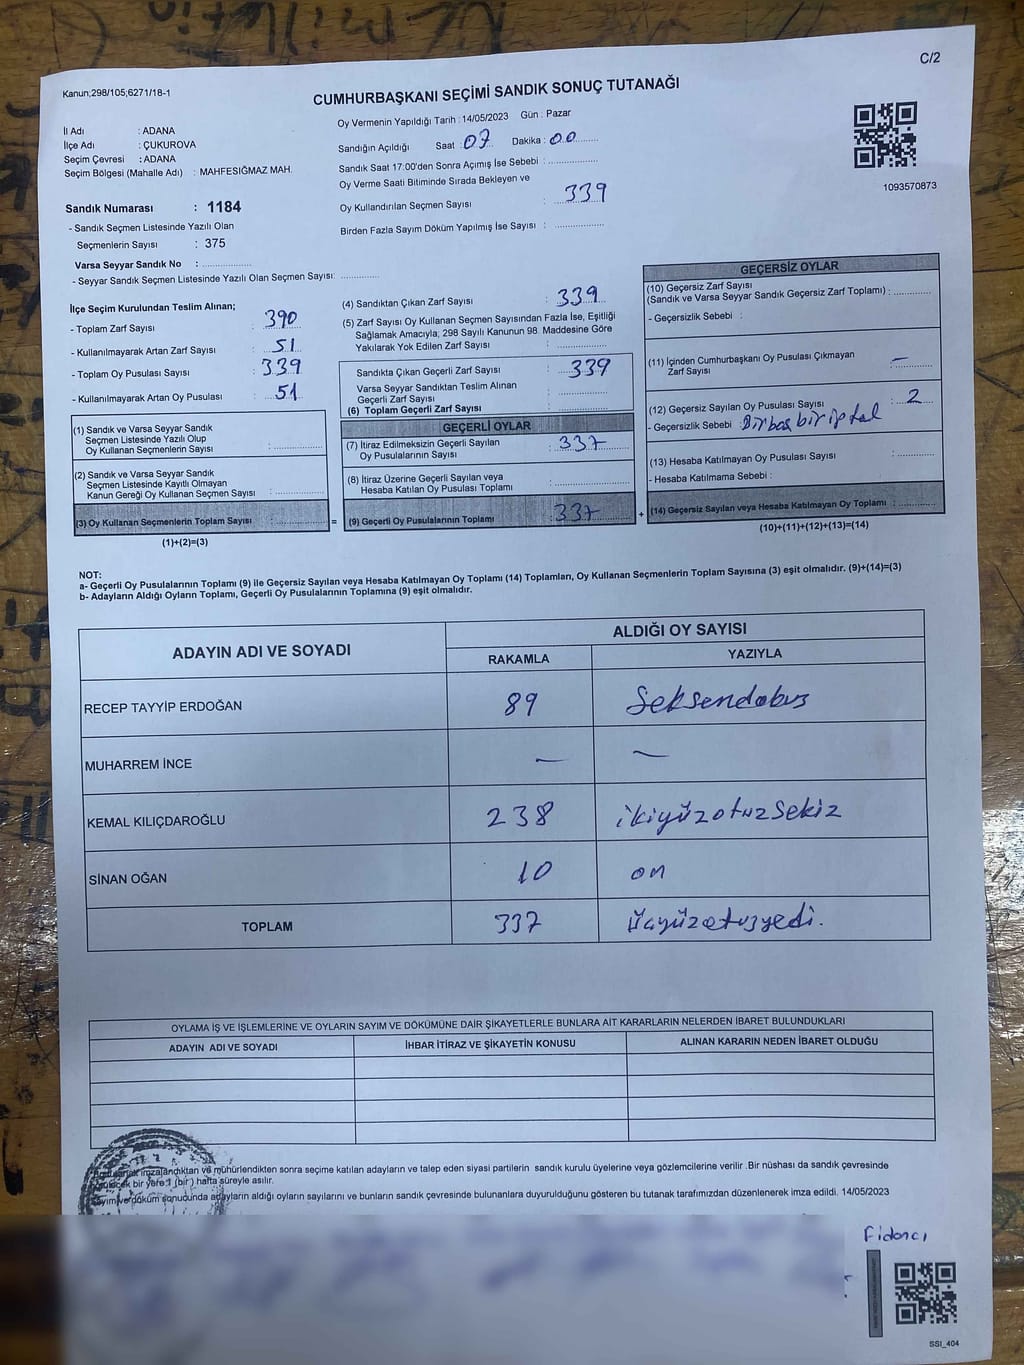 C/2
Kanun;298/105;6271/18-1
CUMHURBAŞKANI SEÇİMİ SANDIK SONUÇ TUTANAĞI
İl Adı : ADANA
İlçe Adı : ÇUKUROVA
Seçim Çevresi : ADANA
Seçim Bölgesi (Mahalle Adı) : MAHFESIĞMAZ MAH.
Oy Vermenin Yapıldığı Tarih : 14/05/2023 Gün : Pazar
Sandığın Açıldığı Saat : 07 Dakika : 00
Sandık Saat 17:00'den Sonra Açımış İse Sebebi :
Oy Verme Saati Bitiminde Sırada Bekleyen ve
Oy Kullandırılan Seçmen Sayısı : 339
Birden Fazla Sayım Döküm Yapılmış İse Sayısı :
1093570873
Sandık Numarası : 1184
- Sandık Seçmen Listesinde Yazılı Olan
Seçmenlerin Sayısı : 375
Varsa Seyyar Sandık No :
- Seyyar Sandık Seçmen Listesinde Yazılı Olan Seçmen Sayısı:
İlçe Seçim Kurulundan Teslim Alınan;
- Toplam Zarf Sayısı : 390
- Kullanılmayarak Artan Zarf Sayısı : 51
- Toplam Oy Pusulası Sayısı : 339
- Kullanılmayarak Artan Oy Pusulası : 51
(1) Sandık ve Varsa Seyyar Sandık
Seçmen Listesinde Yazılı Olup
Oy Kullanan Seçmenlerin Sayısı :
(2) Sandık ve Varsa Seyyar Sandık
Seçmen Listesinde Kayıtlı Olmayan
Kanun Gereği Oy Kullanan Seçmen Sayısı :
(3) Oy Kullanan Seçmenlerin Toplam Sayısı :
(1)+(2)=(3)
=
(4) Sandıktan Çıkan Zarf Sayısı : 339
(5) Zarf Sayısı Oy Kullanan Seçmen Sayısından Fazla İse, Eşitliği
Sağlamak Amacıyla; 298 Sayılı Kanunun 98. Maddesine Göre
Yakılarak Yok Edilen Zarf Sayısı :
Sandıkta Çıkan Geçerli Zarf Sayısı : 339
Varsa Seyyar Sandıktan Teslim Alınan
Geçerli Zarf Sayısı :
(6) Toplam Geçerli Zarf Sayısı :
GEÇERLİ OYLAR
(7) İtiraz Edilmeksizin Geçerli Sayılan
Oy Pusulalarının Sayısı : 337
(8) İtiraz Üzerine Geçerli Sayılan veya
Hesaba Katılan Oy Pusulası Toplamı :
(9) Geçerli Oy Pusulalarının Toplamı : 337
+
GEÇERSİZ OYLAR
(10) Geçersiz Zarf Sayısı
(Sandık ve Varsa Seyyar Sandık Geçersiz Zarf Toplamı) :
- Geçersizlik Sebebi :
(11) İçinden Cumhurbaşkanı Oy Pusulası Çıkmayan
Zarf Sayısı : —
(12) Geçersiz Sayılan Oy Pusulası Sayısı : 2
- Geçersizlik Sebebi : Bir boş bir iptal
(13) Hesaba Katılmayan Oy Pusulası Sayısı :
- Hesaba Katılmama Sebebi :
(14) Geçersiz Sayılan veya Hesaba Katılmayan Oy Toplamı :
(10)+(11)+(12)+(13)=(14)
NOT:
a- Geçerli Oy Pusulalarının Toplamı (9) ile Geçersiz Sayılan veya Hesaba Katılmayan Oy Toplamı (14) Toplamları, Oy Kullanan Seçmenlerin Toplam Sayısına (3) eşit olmalıdır. (9)+(14)=(3)
b- Adayların Aldığı Oyların Toplamı, Geçerli Oy Pusulalarının Toplamına (9) eşit olmalıdır.
ADAYIN ADI VE SOYADI ALDIĞI OY SAYISI
RAKAMLA YAZIYLA
RECEP TAYYİP ERDOĞAN 89 Seksendokuz
MUHARREM İNCE — —
KEMAL KILIÇDAROĞLU 238 ikiyüzotuzsekiz
SİNAN OĞAN 10 on
TOPLAM 337 üçyüzotuzyedi.
OYLAMA İŞ VE İŞLEMLERİNE VE OYLARIN SAYIM VE DÖKÜMÜNE DAİR ŞİKAYETLERLE BUNLARA AİT KARARLARIN NELERDEN İBARET BULUNDUKLARI
ADAYIN ADI VE SOYADI İHBAR İTİRAZ VE ŞİKAYETİN KONUSU ALINAN KARARIN NEDEN İBARET OLDUĞU
imzalandıktan ve mühürlendikten sonra seçime katılan adayların ve talep eden siyasi partilerin sandık kurulu üyelerine veya gözlemcilerine verilir .Bir nüshası da sandık çevresinde
bir yere 1 (bir) hafta süreyle asılır.
döküm sonucunda adayların aldığı oyların sayılarını ve bunların sandık çevresinde bulunanlara duyurulduğunu gösteren bu tutanak tarafımızdan düzenlenerek imza edildi. 14/05/2023
Fidancı
SSI_404